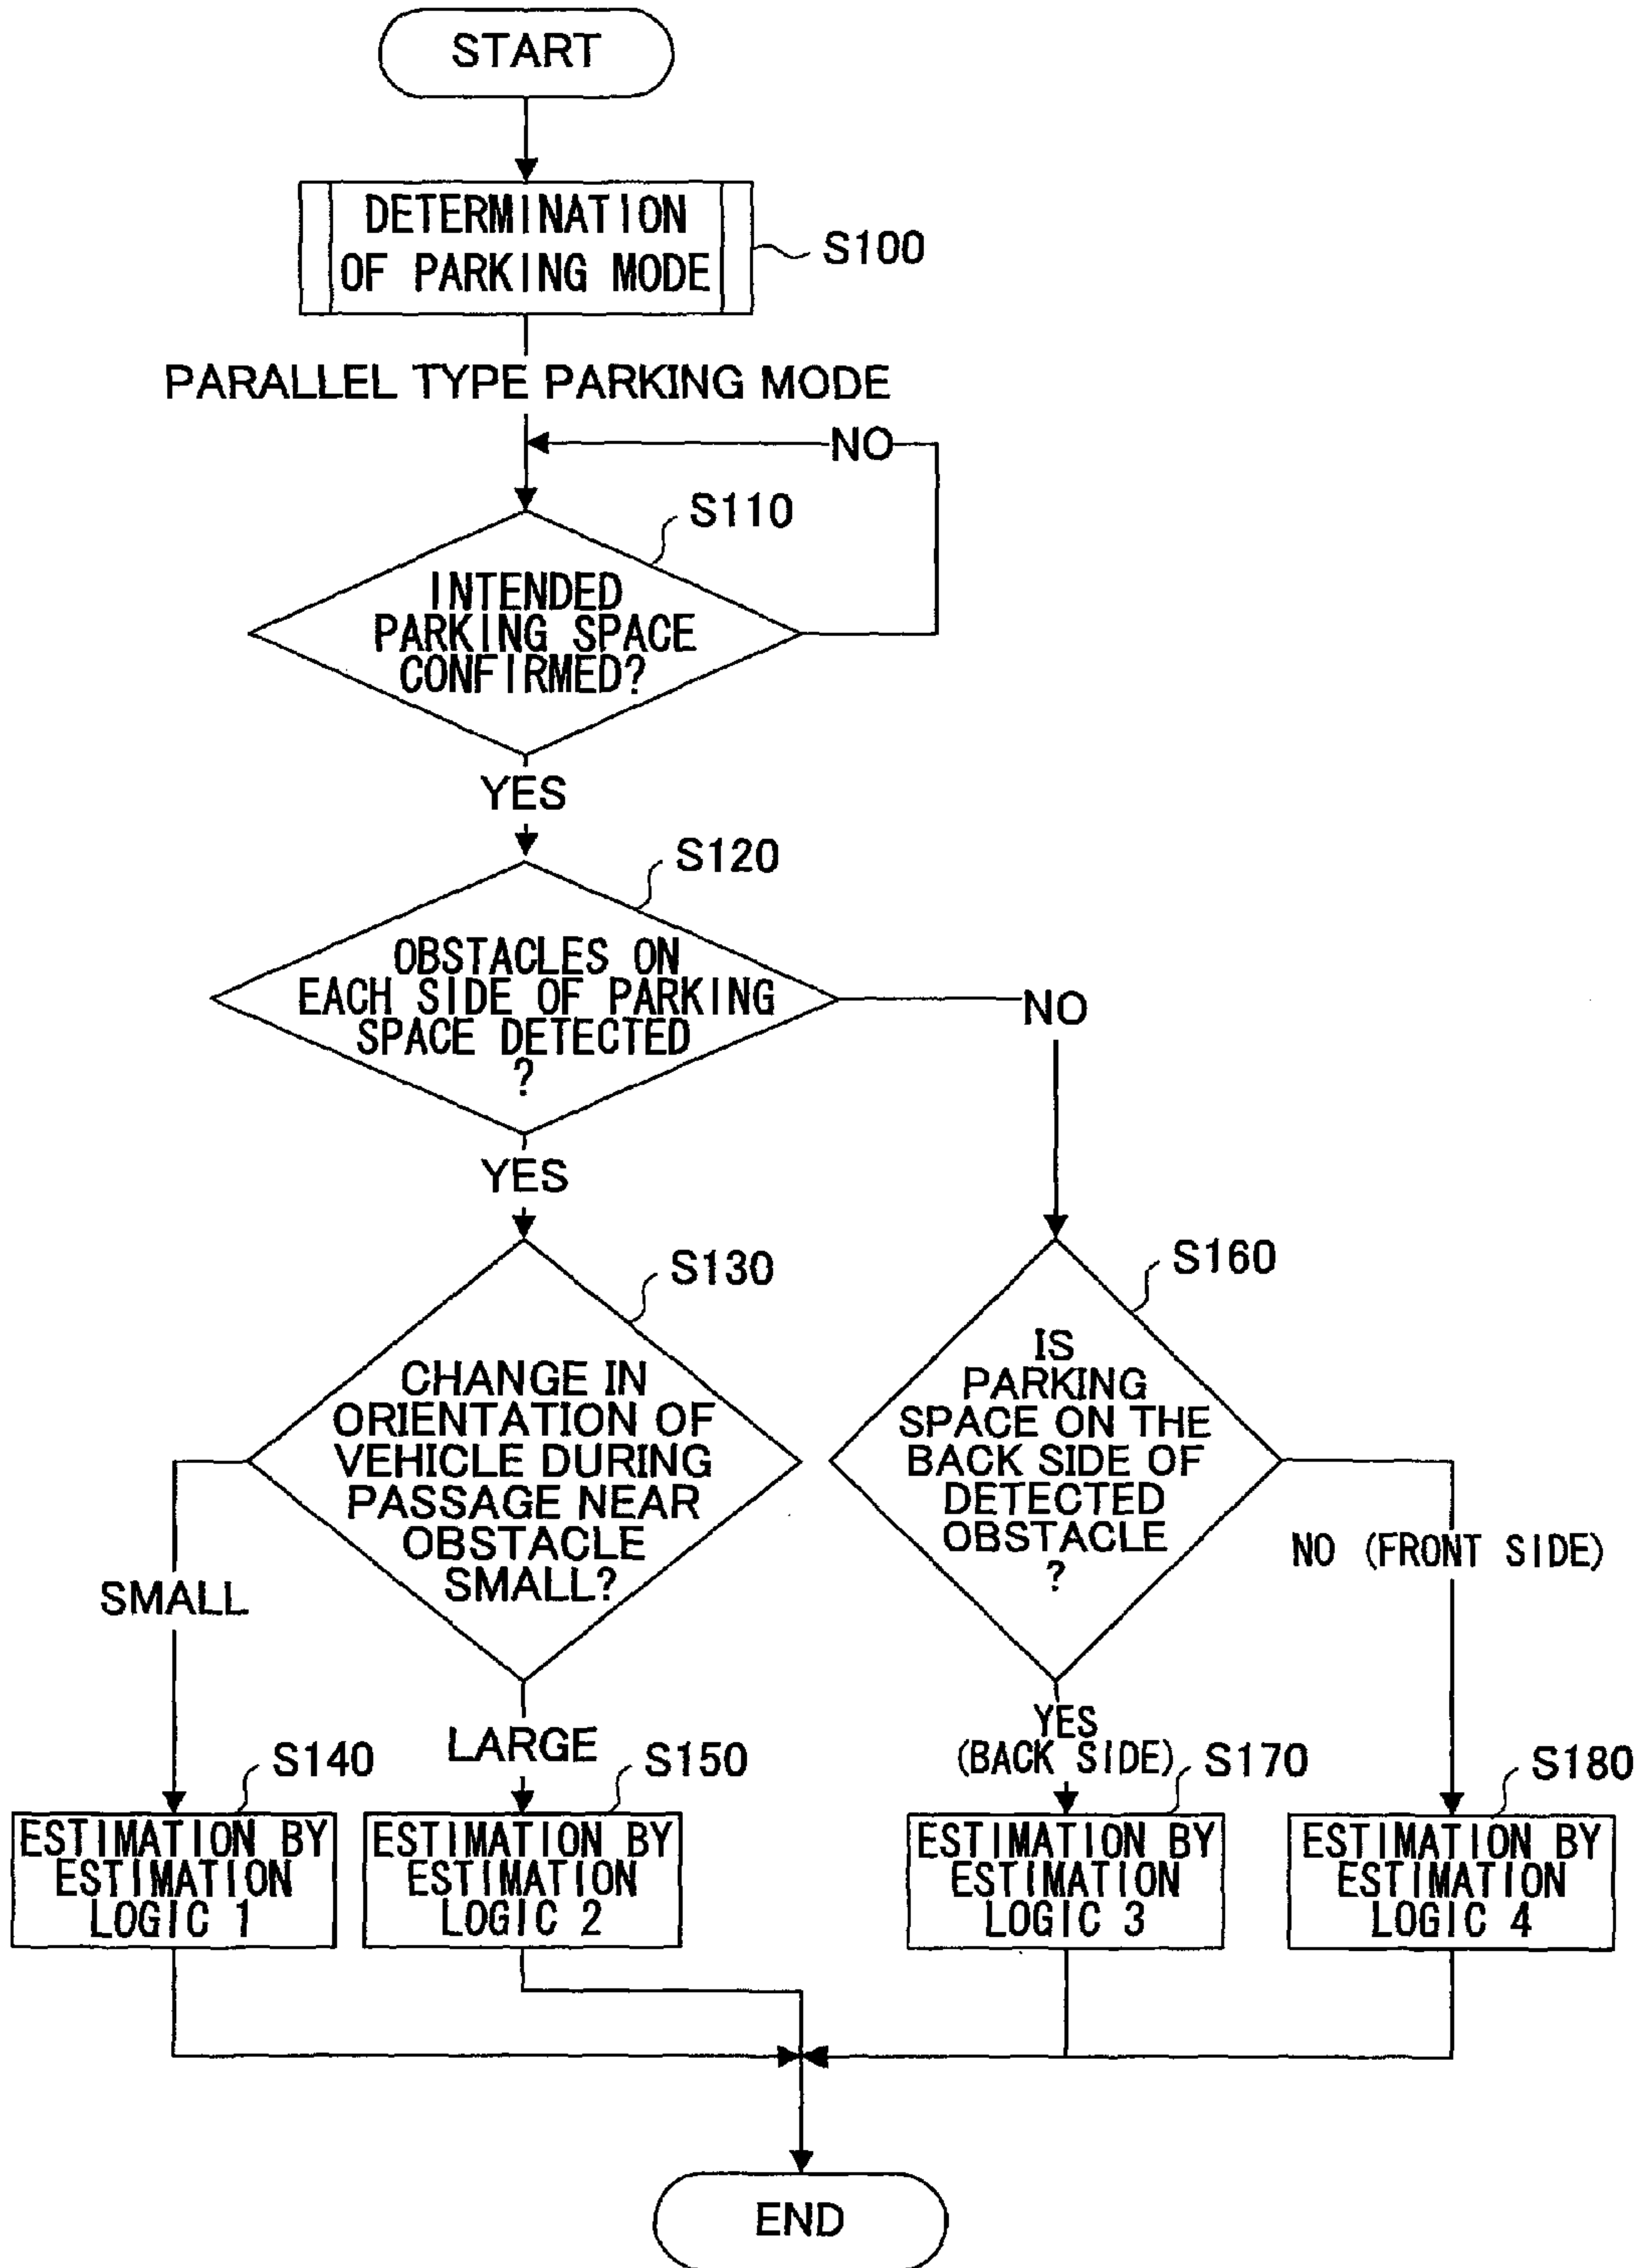 START
DETERMINATION
OF PARKING MODE
S100
PARALLEL TYPE PARKING MODE
NO
S110
INTENDED
PARKING SPACE
CONFIRMED?
YES
S120
OBSTACLES ON
EACH SIDE OF PARKING
SPACE DETECTED
?
NO
YES
S130
CHANGE IN
ORIENTATION OF
VEHICLE DURING
PASSAGE NEAR
OBSTACLE
SMALL?
S160
IS
PARKING
SPACE ON THE
BACK SIDE OF
DETECTED
OBSTACLE
?
SMALL
LARGE
YES
(BACK SIDE)
NO (FRONT SIDE)
S140
ESTIMATION BY
ESTIMATION
LOGIC 1
S150
ESTIMATION BY
ESTIMATION
LOGIC 2
S170
ESTIMATION BY
ESTIMATION
LOGIC 3
S180
ESTIMATION BY
ESTIMATION
LOGIC 4
END